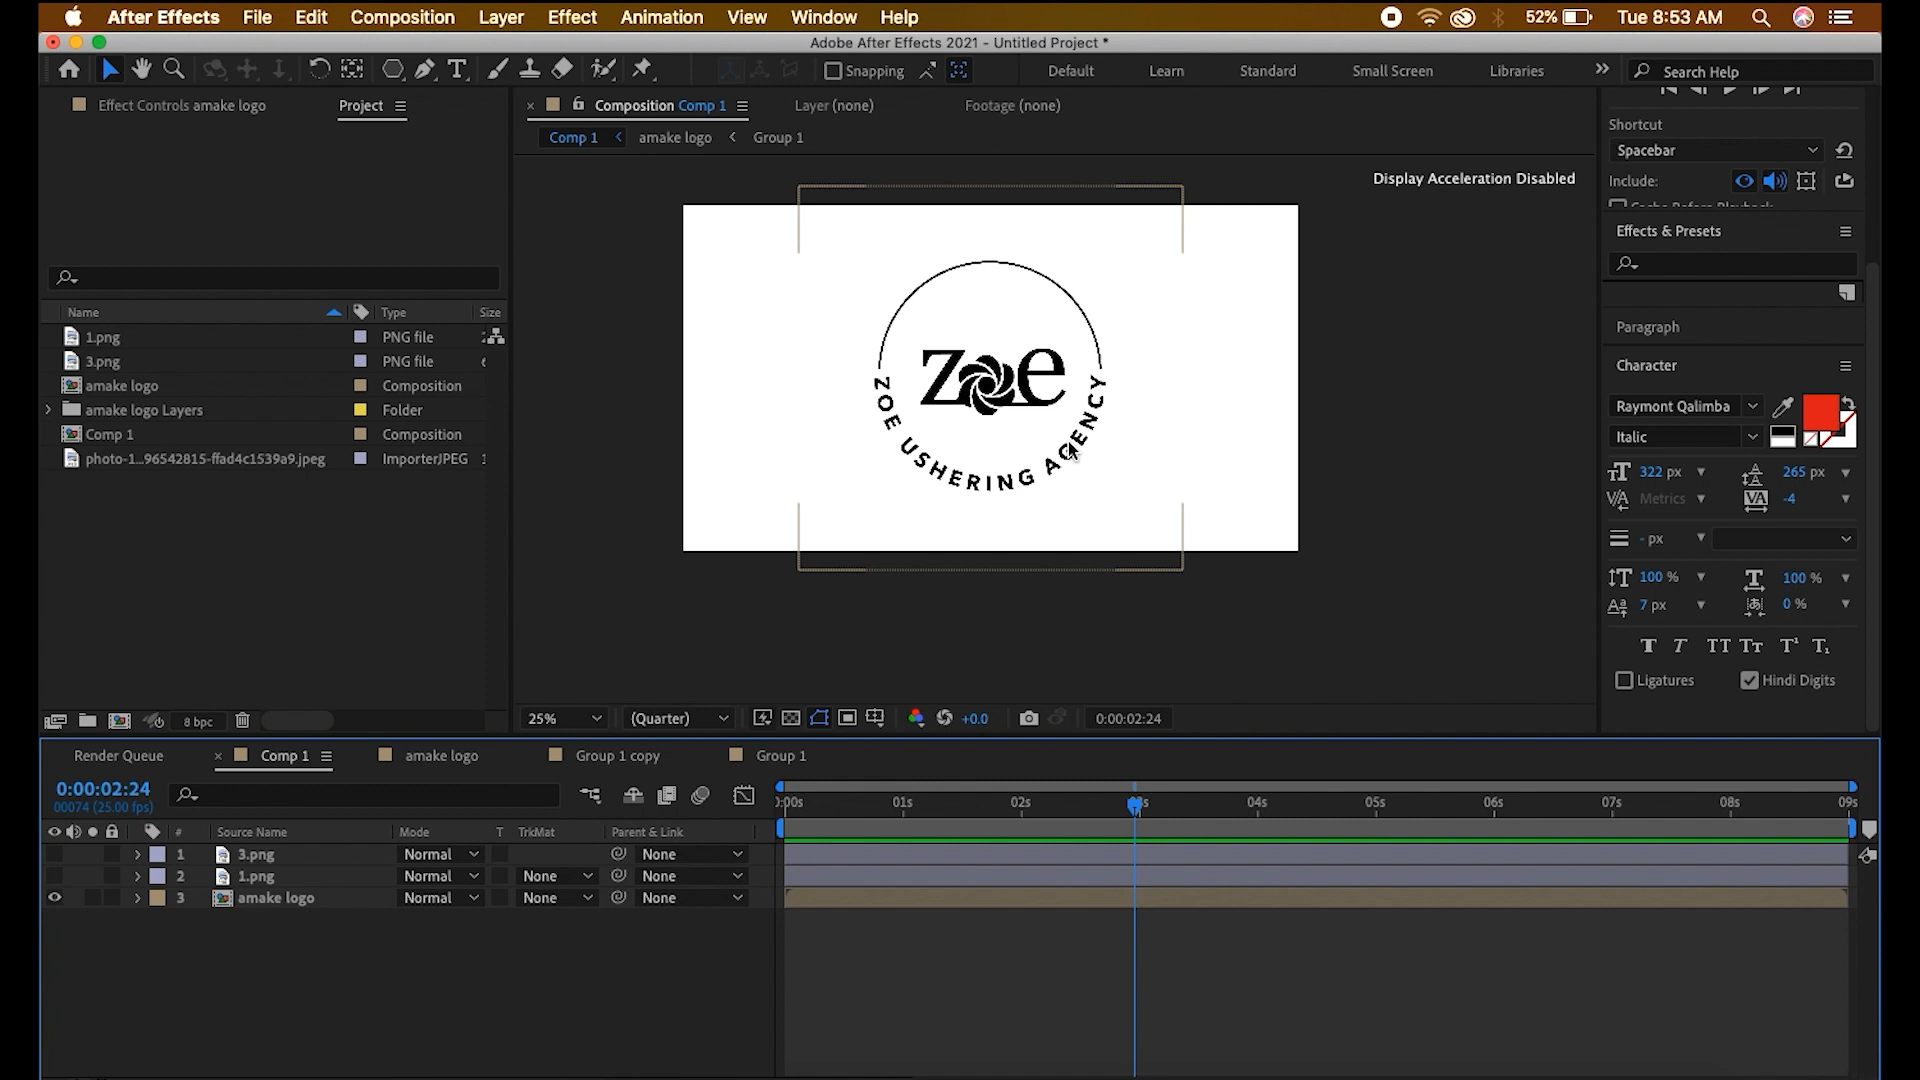 After Effects File Edit Composition Layer Effect Animation View Window Help 52% Tue 8:53 AM
Adobe After Effects 2021 - Untitled Project *
Snapping Default Learn Standard Small Screen Libraries Search Help
Effect Controls amake logo Project
Composition Comp 1 Layer (none) Footage (none)
Comp 1 amake logo Group 1
Display Acceleration Disabled
zoe
ZOE USHERING AGENCY
Name Type Size
1.png PNG file
3.png PNG file
amake logo Composition
amake logo Layers Folder
Comp 1 Composition
photo-1...96542815-ffad4c1539a9.jpeg ImporterJPEG 1
8 bpc
25% (Quarter) +0.0 0:00:02:24
Shortcut
Spacebar
Include:
Cache Before Playback
Effects & Presets
Paragraph
Character
Raymont Qalimba
Italic
322 px 265 px
Metrics -4
- px
100 % 100 %
7 px 0 %
T T TT Tt T¹ T₁
Ligatures Hindi Digits
Render Queue Comp 1 amake logo Group 1 copy Group 1
0:00:02:24
00074 (25.00 fps)
01s 02s 04s 05s 06s 07s 08s 09s
# Source Name Mode T TrkMat Parent & Link
1 3.png Normal None
2 1.png Normal None None
3 amake logo Normal None None